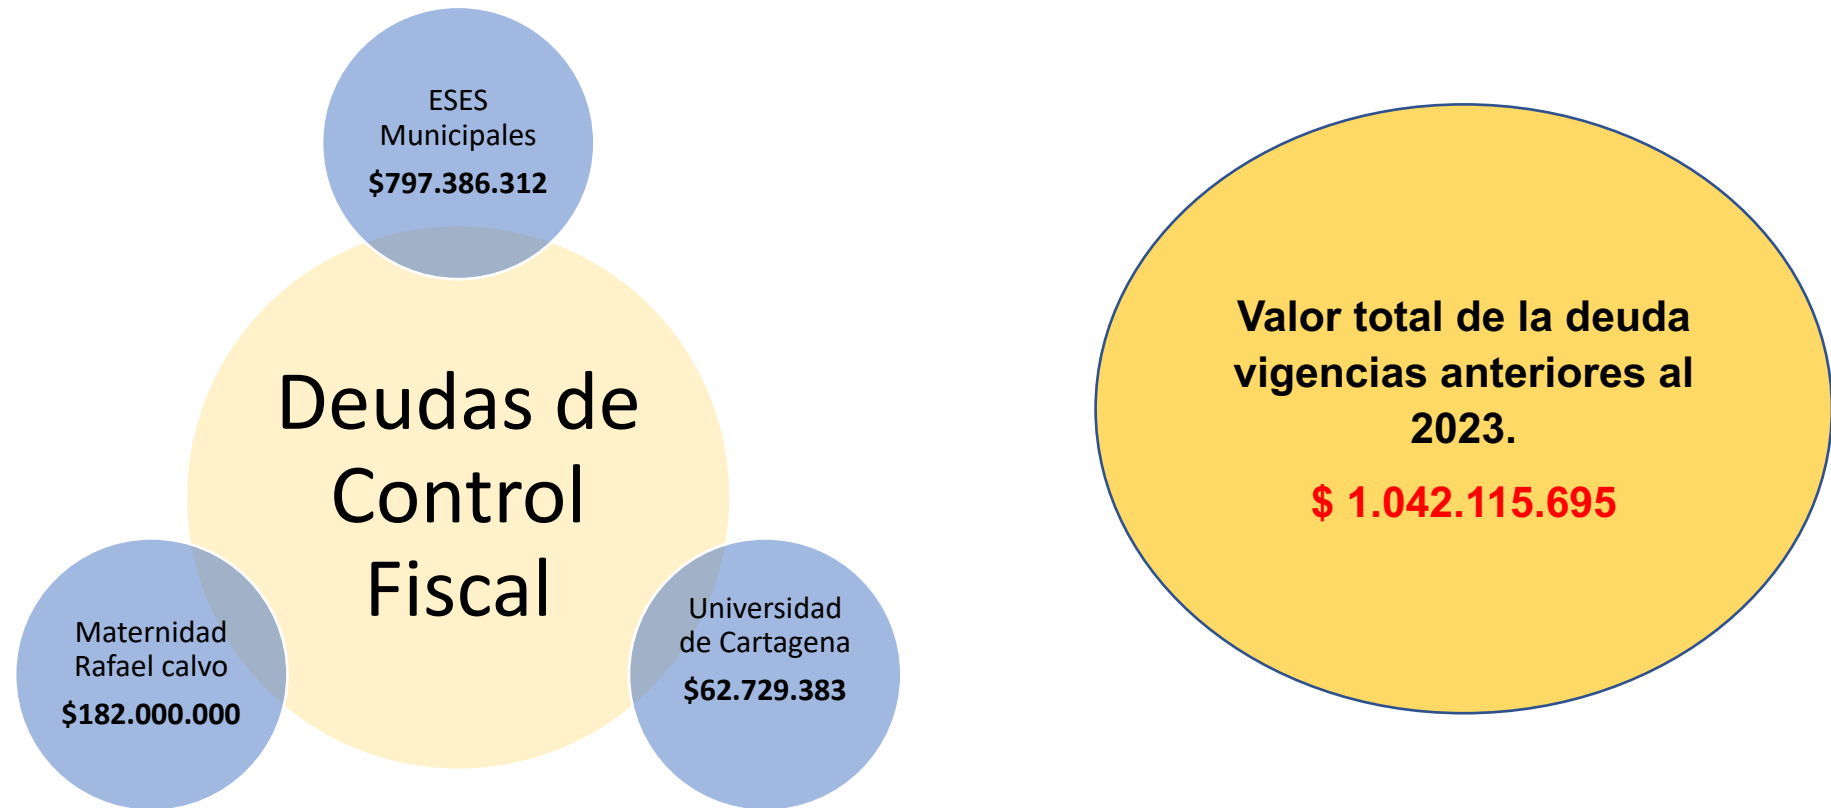 ESES
Municipales
$797.386.312
Deudas de
Control
Fiscal
Maternidad
Rafael calvo
$182.000.000
Universidad
de Cartagena
$62.729.383
Valor total de la deuda
vigencias anteriores al
2023.
$ 1.042.115.695